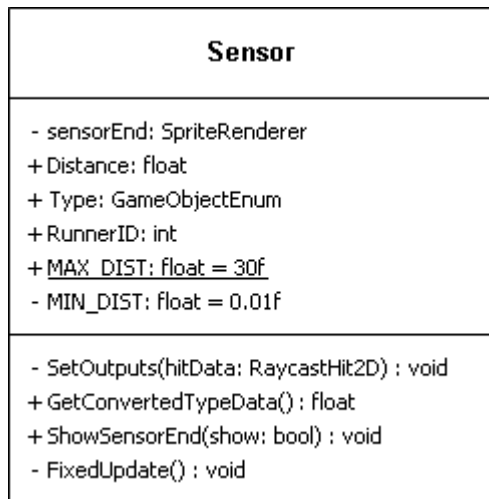 Sensor
- sensorEnd: SpriteRenderer
+ Distance: float
+ Type: GameObjectEnum
+ RunnerID: int
+ MAX_DIST: float = 30f
- MIN_DIST: float = 0.01f
- SetOutputs(hitData: RaycastHit2D) : void
+ GetConvertedTypeData() : float
+ ShowSensorEnd(show: bool) : void
- FixedUpdate() : void